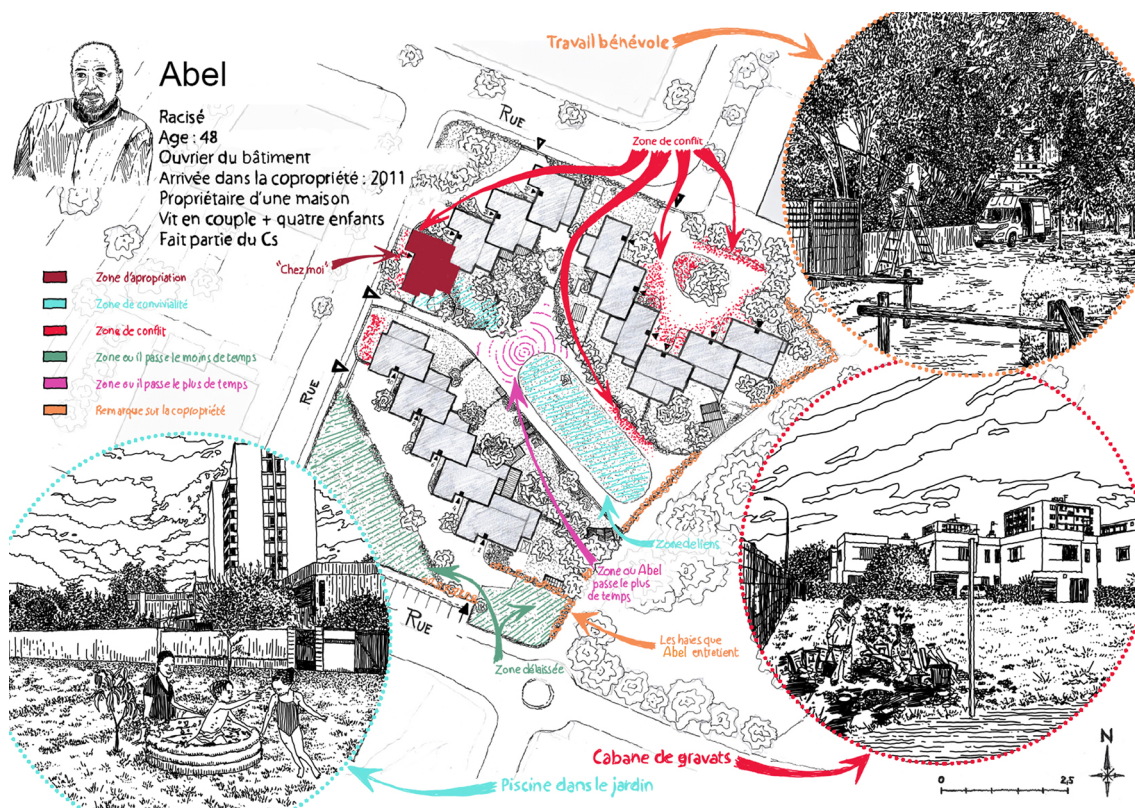 Abel
Racisé
Age : 48
Ouvrier du bâtiment
Arrivée dans la copropriété : 2011
Propriétaire d'une maison
Vit en couple + quatre enfants
Fait partie du Cs
Zone d'apropriation
Zone de convivialité
Zone de conflit
Zone ou il passe le moins de temps
Zone ou il passe le plus de temps
Remarque sur la copropriété
Travail bénévole
Rue
Zone de conflit
"Chez moi"
Rue
Zone de liens
Zone ou Abel
passe le plus
de temps
Rue
Les haies que
Abel entretient
Zone délaissée
Cabane de gravats
Piscine dans le jardin
N
0
2,5